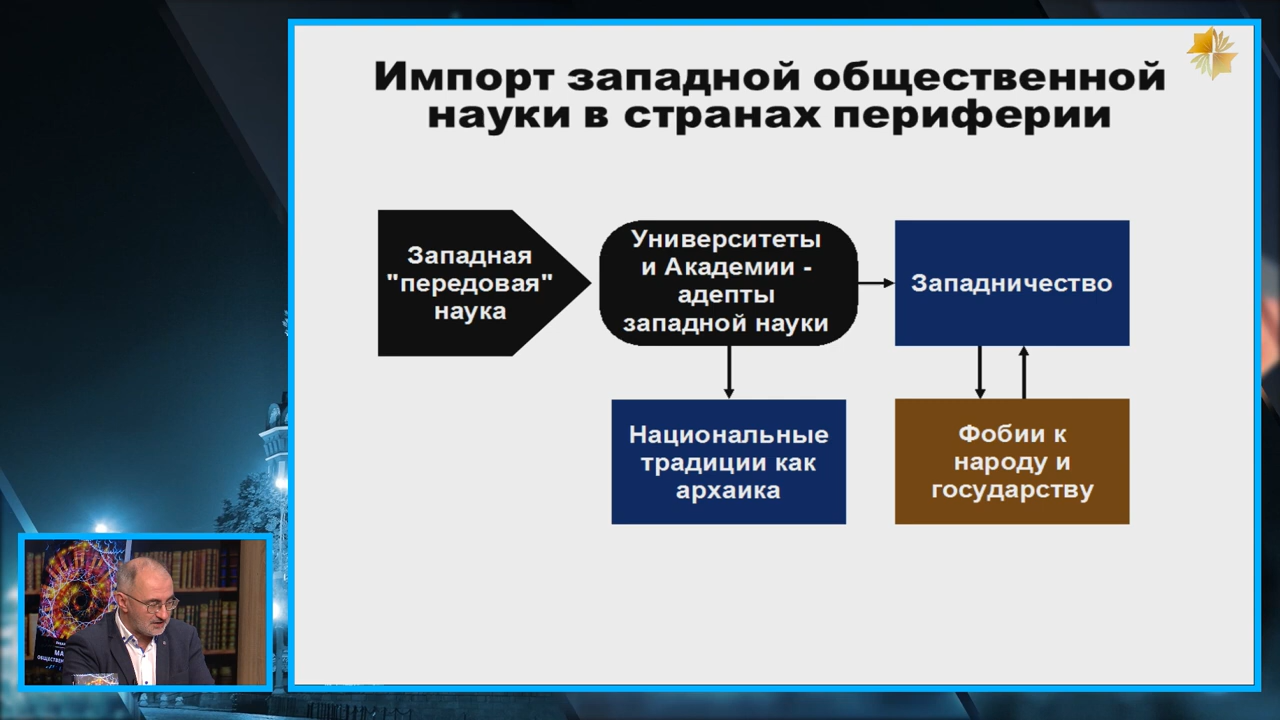 Импорт западной общественной
науки в странах периферии
Западная
"передовая"
наука
Университеты
и Академии -
адепты
западной науки
Западничество
Национальные
традиции как
архаика
Фобии к
народу и
государству